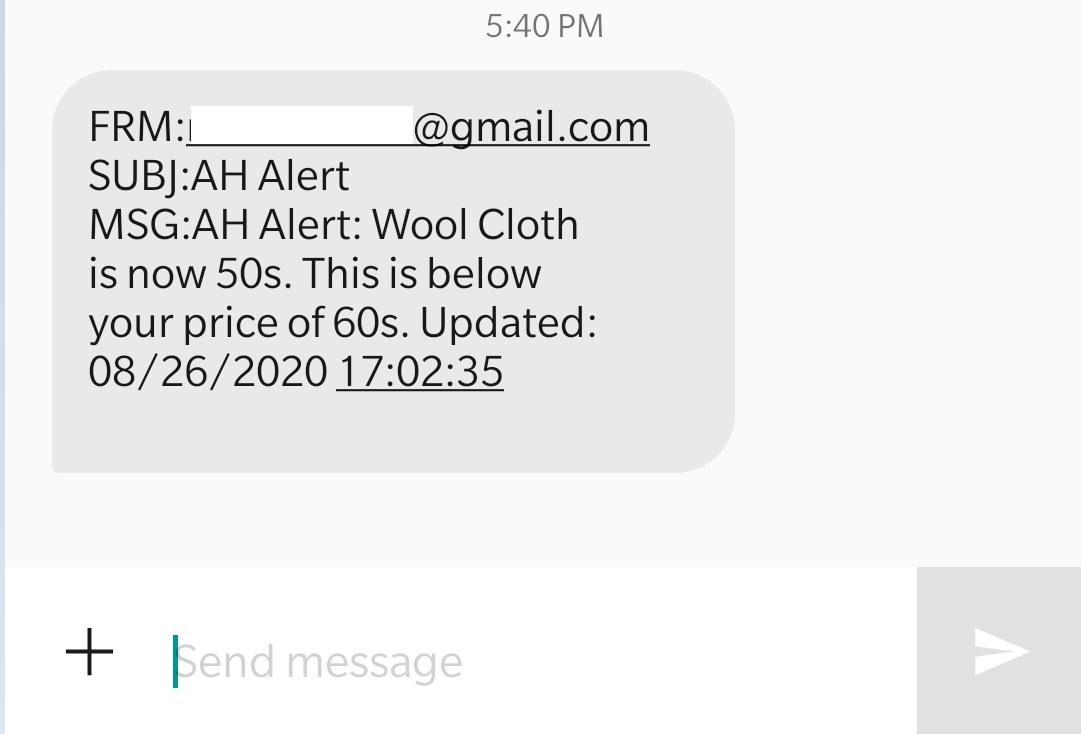 5:40 PM
FRM: @gmail.com
SUBJ:AH Alert
MSG:AH Alert: Wool Cloth
is now 50s. This is below
your price of 60s. Updated:
08/26/2020 17:02:35
Send message